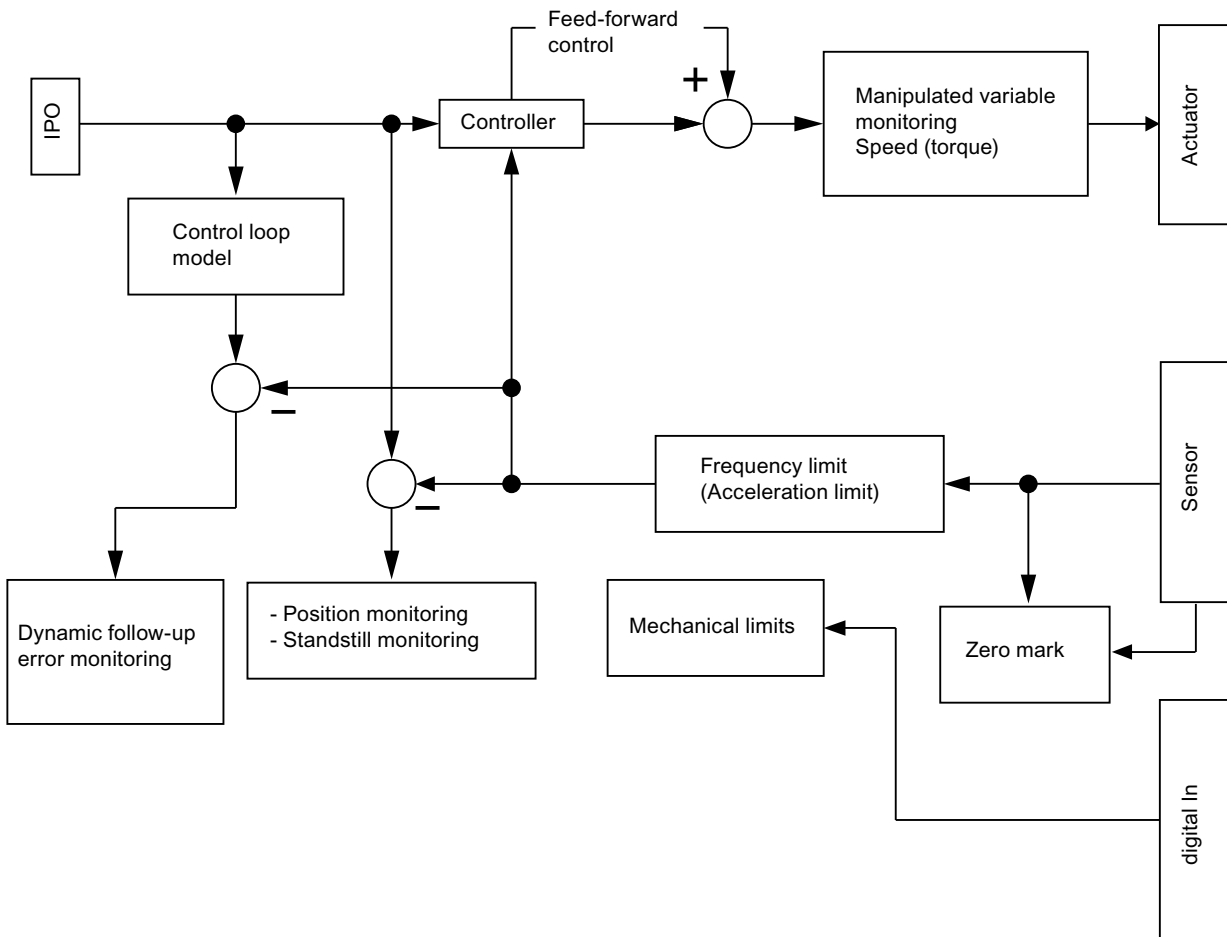 Feed-forward
control
IPO
Controller
+
Manipulated variable
monitoring
Speed (torque)
Actuator
Control loop
model
–
–
Frequency limit
(Acceleration limit)
Sensor
Dynamic follow-up
error monitoring
- Position monitoring
- Standstill monitoring
Mechanical limits
Zero mark
digital In